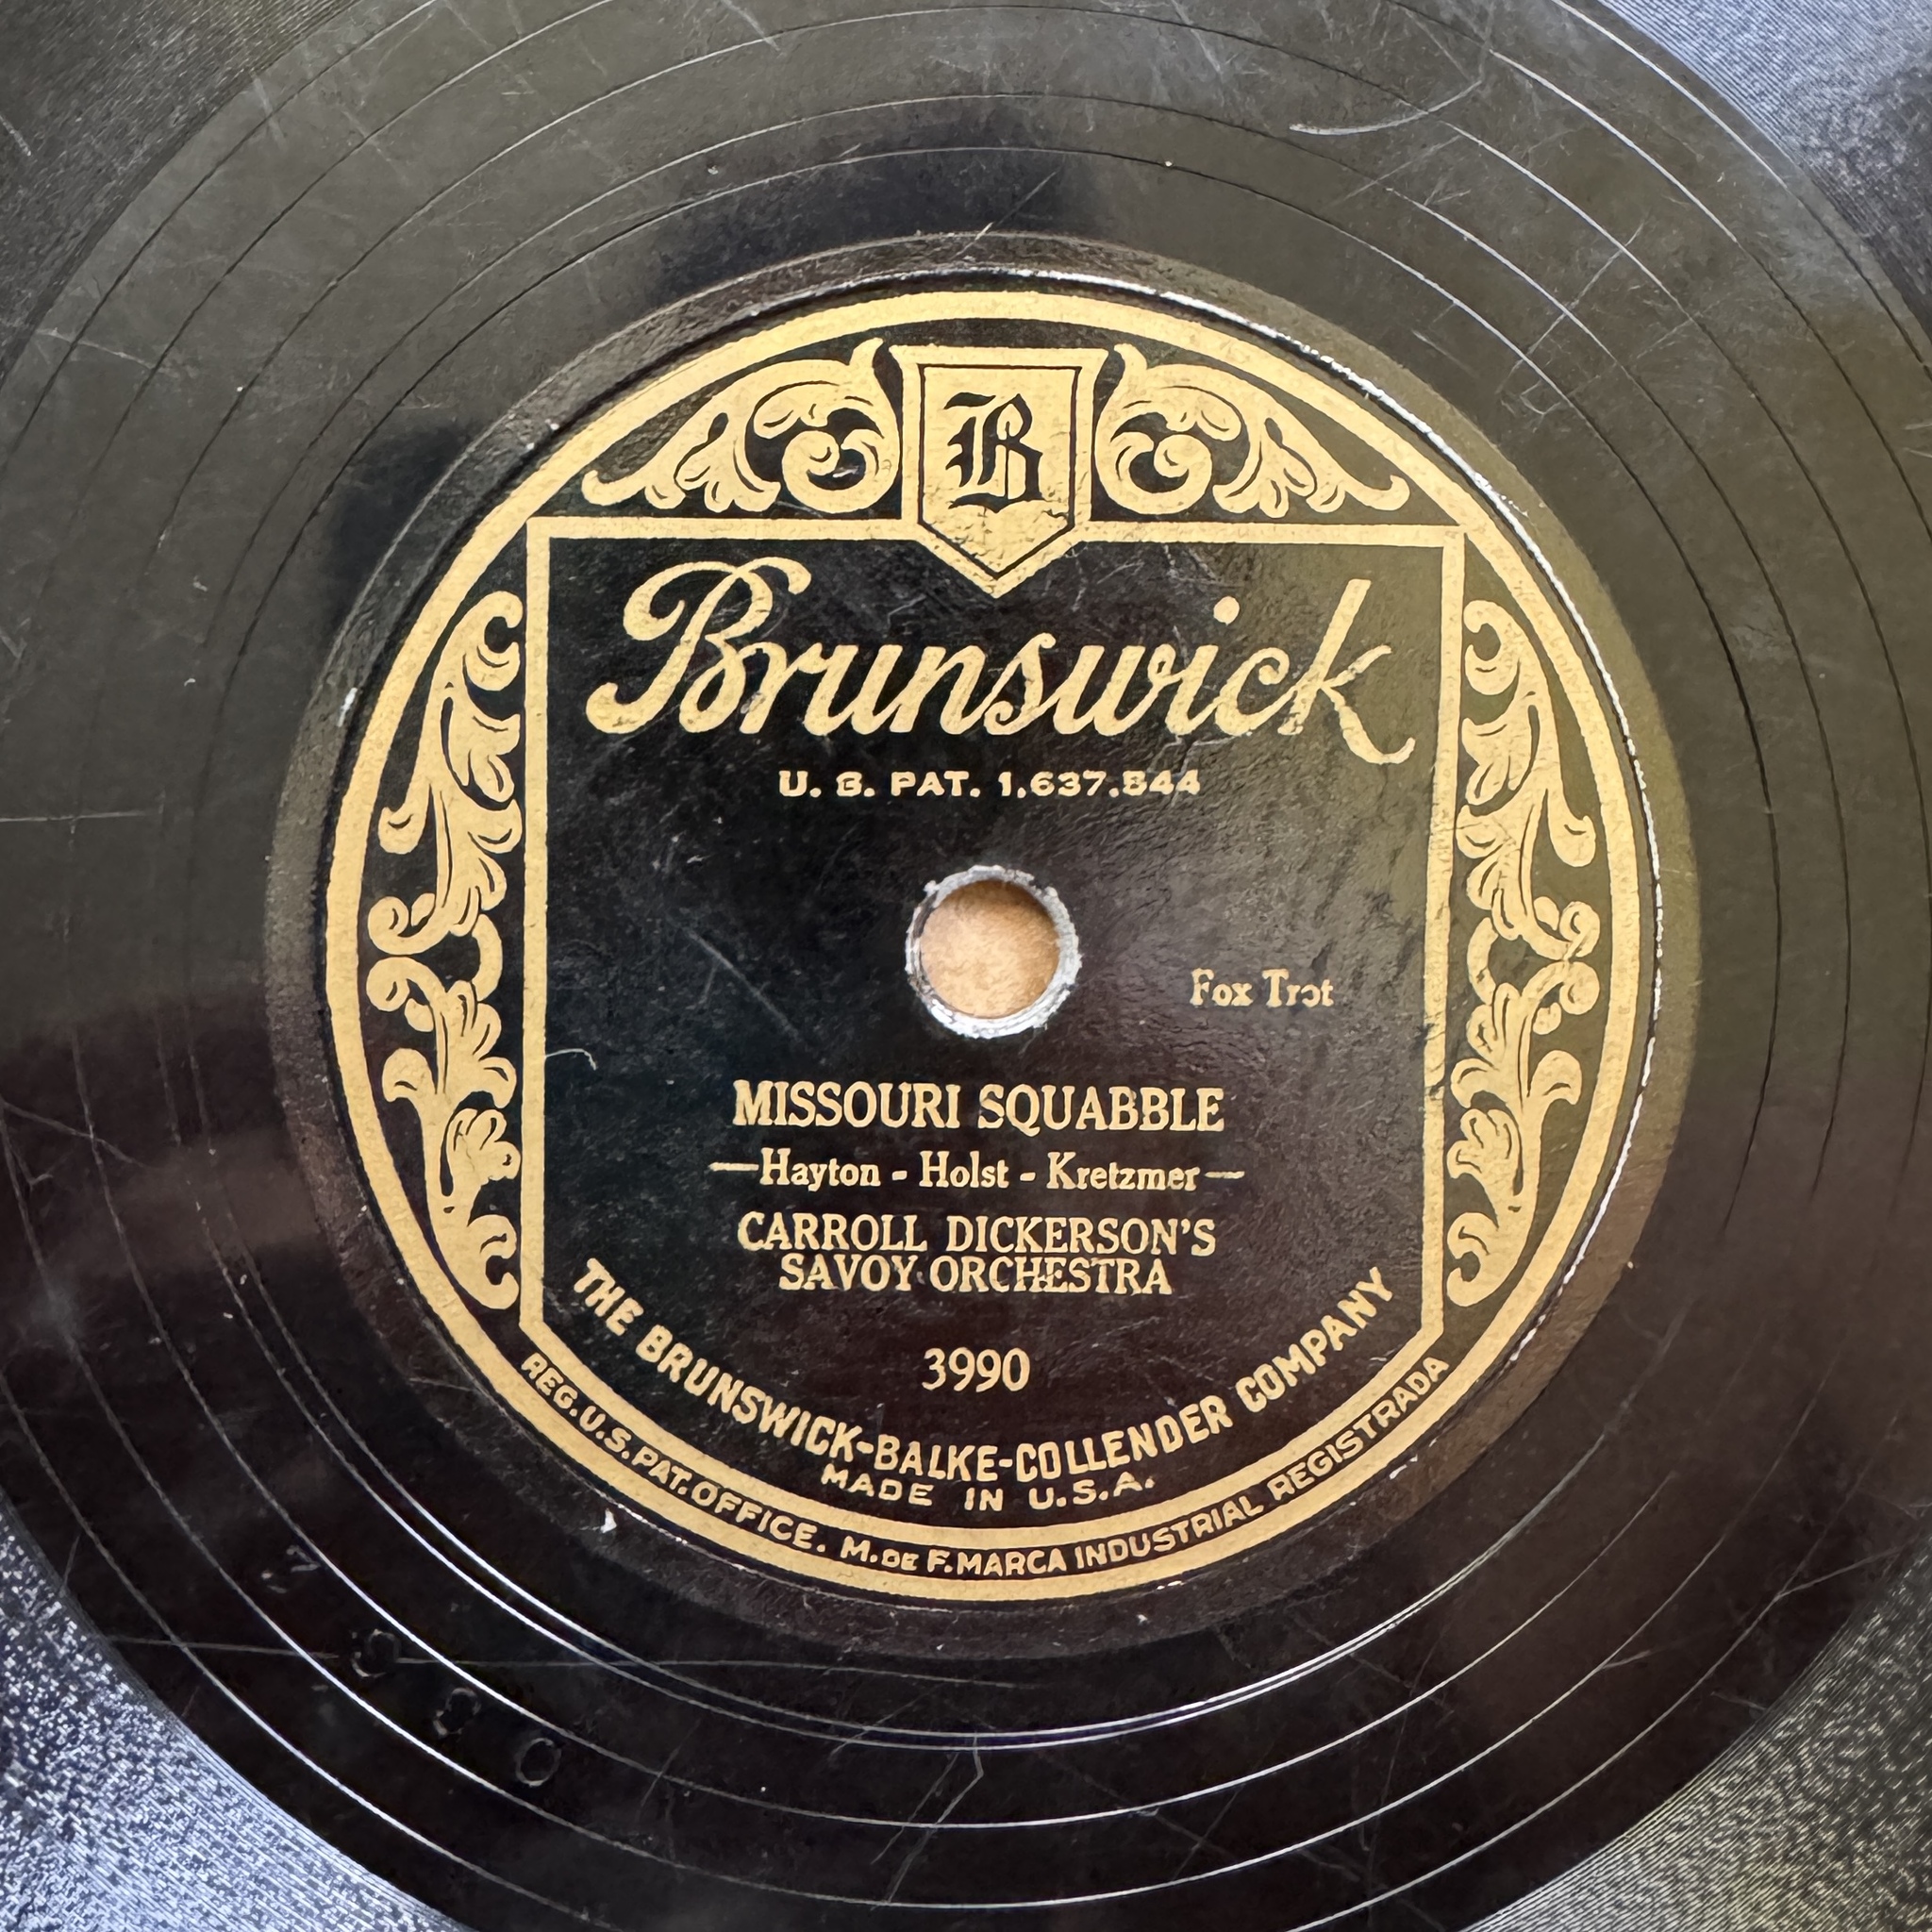 B
Brunswick
U. S. PAT. 1,637,544
Fox Trot
MISSOURI SQUABBLE
—Hayton - Holst - Kretzmer—
CARROLL DICKERSON'S
SAVOY ORCHESTRA
3990
THE BRUNSWICK-BALKE-COLLENDER COMPANY
MADE IN U.S.A.
REG.U.S.PAT.OFFICE. M.DE F.MARCA INDUSTRIAL REGISTRADA